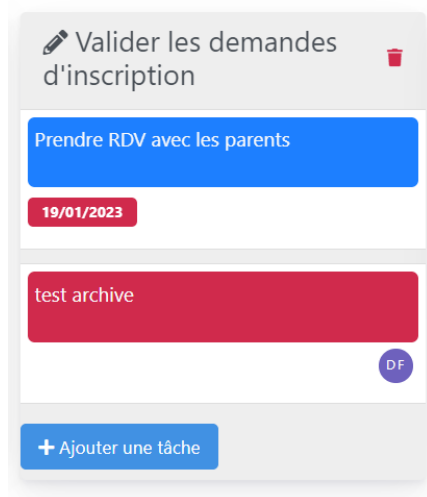 Valider les demandes
d'inscription
Prendre RDV avec les parents
19/01/2023
test archive
DF
+ Ajouter une tâche